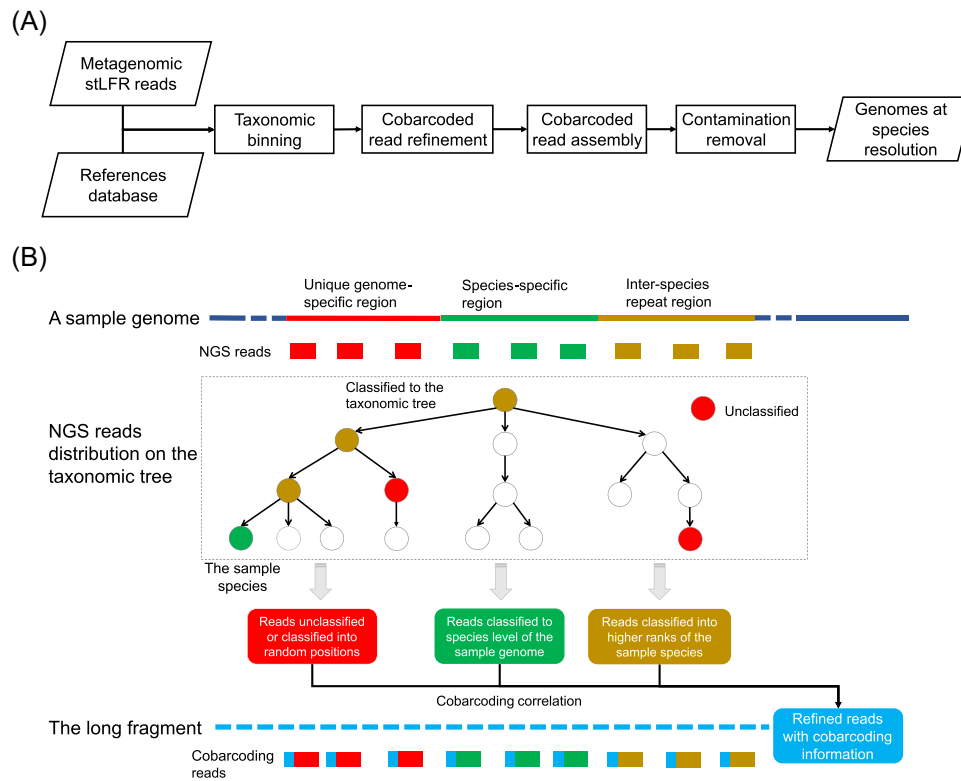 (A)
Metagenomic
stLFR reads
References
database
Taxonomic
binning
Cobarcoded
read refinement
Cobarcoded
read assembly
Contamination
removal
Genomes at
species
resolution
(B)
Unique genome-
specific region
Species-specific
region
Inter-species
repeat region
A sample genome
NGS reads
Classified to the
taxonomic tree
Unclassified
NGS reads
distribution on the
taxonomic tree
The sample
species
Reads unclassified
or classified into
random positions
Reads classified to
species level of the
sample genome
Reads classified into
higher ranks of the
sample species
Cobarcoding correlation
The long fragment
Refined reads
with cobarcoding
information
Cobarcoding
reads